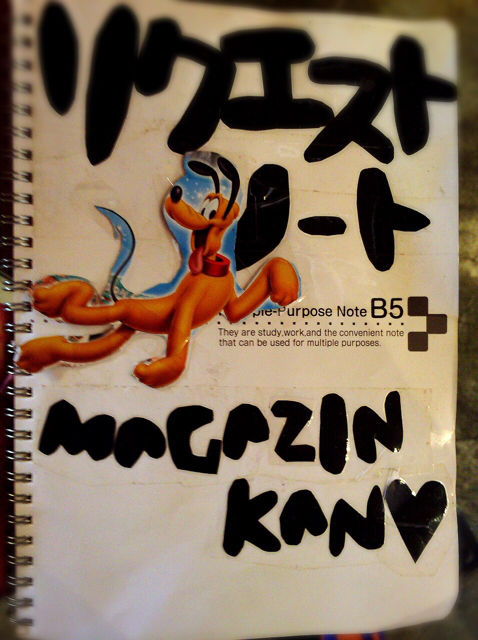 リクエスト
ノート
ple-Purpose Note B5
They are study,work,and the convenient note
that can be used for multiple purposes.
MAGAZIN
KAN♥